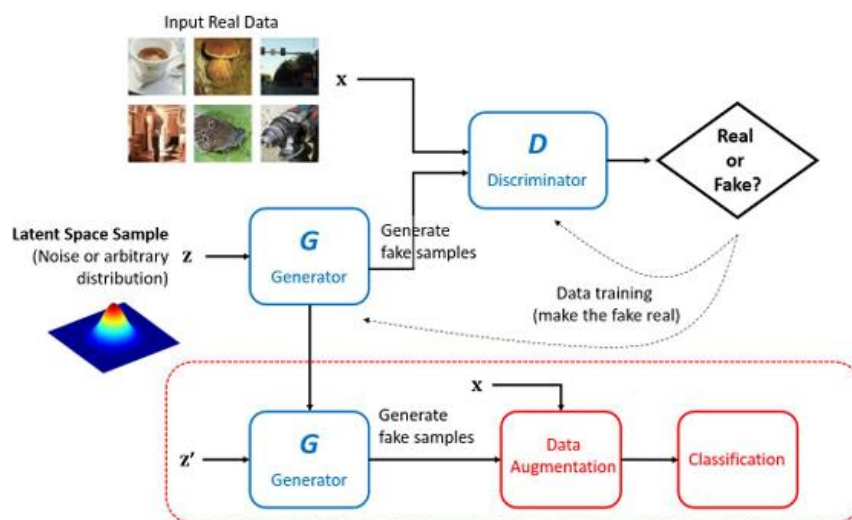 Input Real Data
x
D
Discriminator
Real
or
Fake?
Latent Space Sample
(Noise or arbitrary
distribution)
z
G
Generator
Generate
fake samples
Data training
(make the fake real)
x
z′
G
Generator
Generate
fake samples
Data
Augmentation
Classification